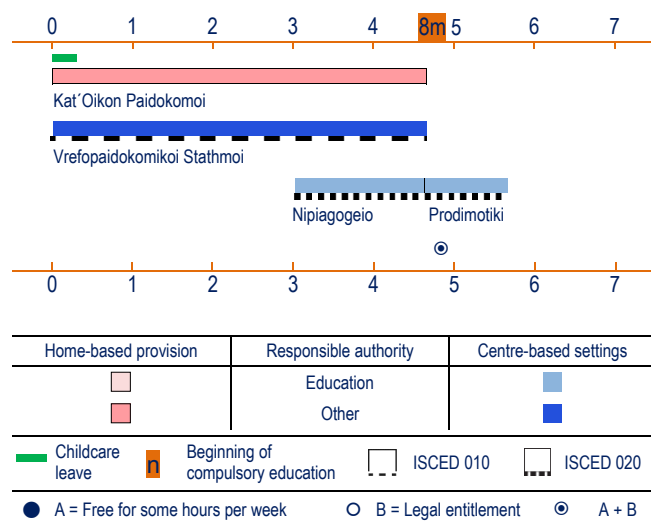 0 1 2 3 4 8m 5 6 7
Kat´Oikon Paidokomoi
Vrefopaidokomikoi Stathmoi
Nipiagogeio Prodimotiki
0 1 2 3 4 5 6 7
Home-based provision Responsible authority Centre-based settings
Education
Other
Childcare leave
n Beginning of compulsory education
ISCED 010
ISCED 020
A = Free for some hours per week B = Legal entitlement A + B